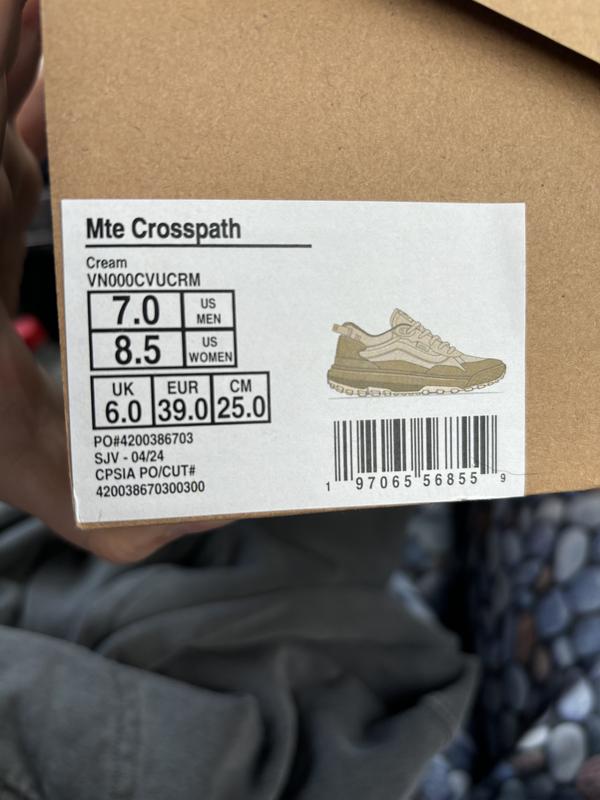 Mte Crosspath
Cream
VN000CVUCRM
7.0 US MEN
8.5 US WOMEN
UK EUR CM
6.0 39.0 25.0
PO#4200386703
SJV - 04/24
CPSIA PO/CUT#
420038670300300
1 97065 56855 9